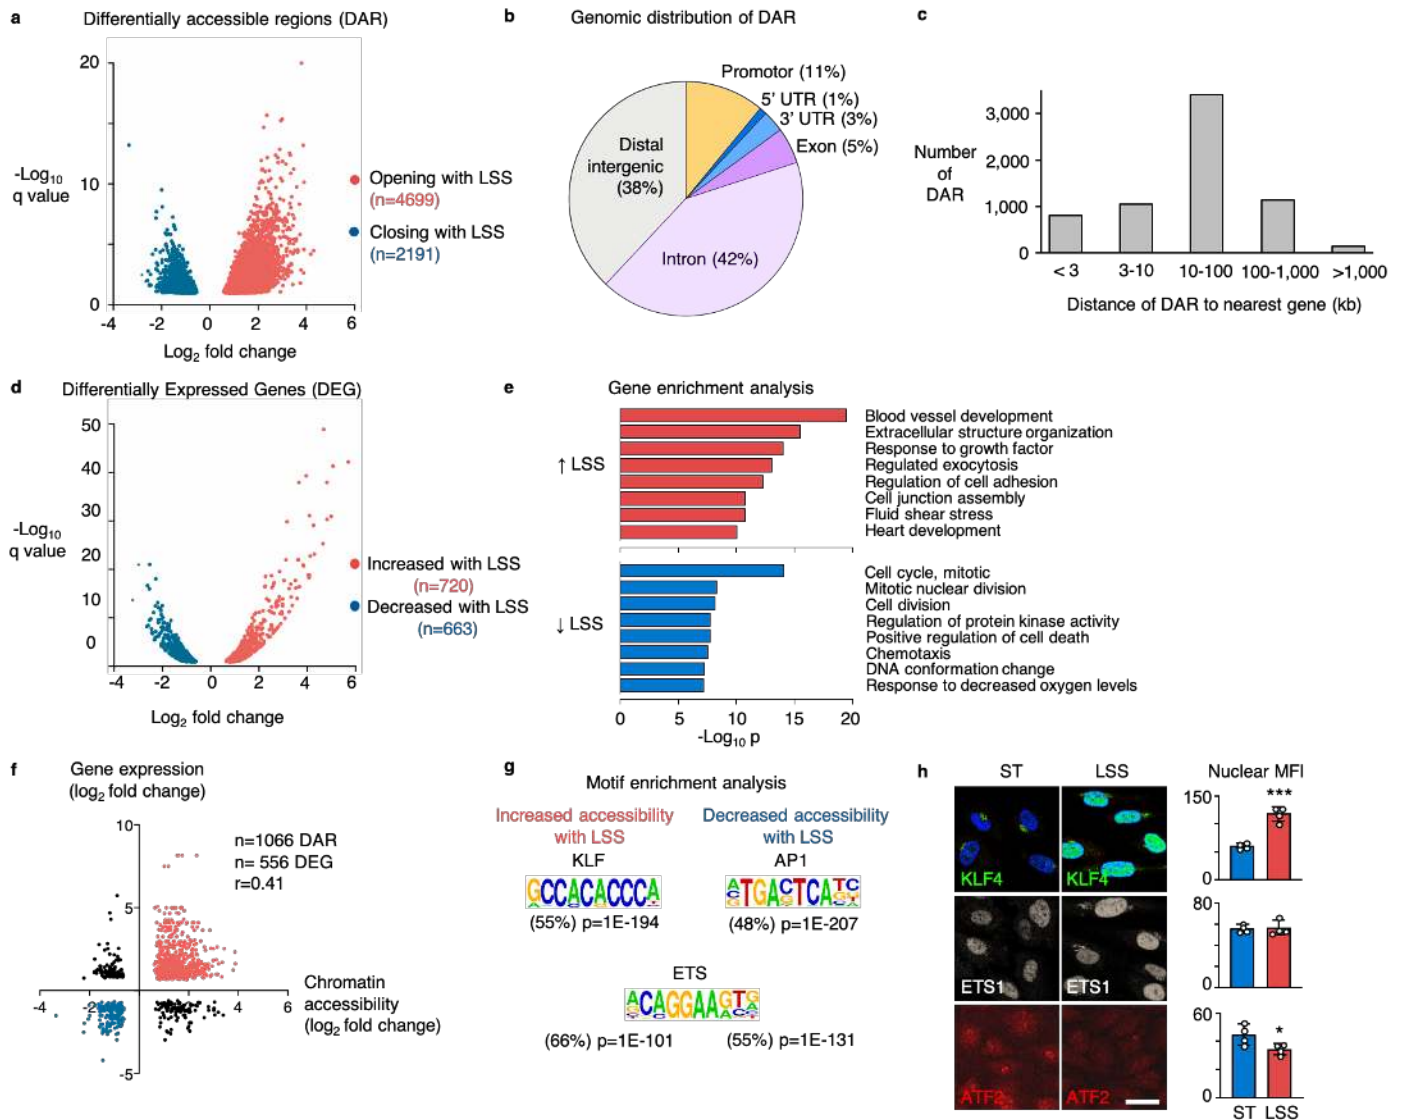 a Differentially accessible regions (DAR)
20
10
0
-Log10
q value
-4 -2 0 2 4 6
Log2 fold change
Opening with LSS
(n=4699)
Closing with LSS
(n=2191)
b Genomic distribution of DAR
Promotor (11%)
5' UTR (1%)
3' UTR (3%)
Exon (5%)
Distal
intergenic
(38%)
Intron (42%)
c
3,000
2,000
1,000
0
Number
of
DAR
< 3 3-10 10-100 100-1,000 >1,000
Distance of DAR to nearest gene (kb)
d Differentially Expressed Genes (DEG)
50
40
30
20
10
0
-Log10
q value
-4 -2 0 2 4 6
Log2 fold change
Increased with LSS
(n=720)
Decreased with LSS
(n=663)
e Gene enrichment analysis
↑ LSS
Blood vessel development
Extracellular structure organization
Response to growth factor
Regulated exocytosis
Regulation of cell adhesion
Cell junction assembly
Fluid shear stress
Heart development
↓ LSS
Cell cycle, mitotic
Mitotic nuclear division
Cell division
Regulation of protein kinase activity
Positive regulation of cell death
Chemotaxis
DNA conformation change
Response to decreased oxygen levels
0 5 10 15 20
-Log10 p
f Gene expression
(log2 fold change)
10
5
-5
n=1066 DAR
n= 556 DEG
r=0.41
-4 -2 2 4 6
Chromatin
accessibility
(log2 fold change)
g Motif enrichment analysis
Increased accessibility
with LSS
KLF
GCCACACCCA
(55%) p=1E-194
Decreased accessibility
with LSS
AP1
TGACTCA
(48%) p=1E-207
ETS
ACAGGAAGTG
(66%) p=1E-101 (55%) p=1E-131
h ST LSS Nuclear MFI
KLF4 KLF4
150
0
***
ETS1 ETS1
80
0
ATF2 ATF2
60
0
*
ST LSS